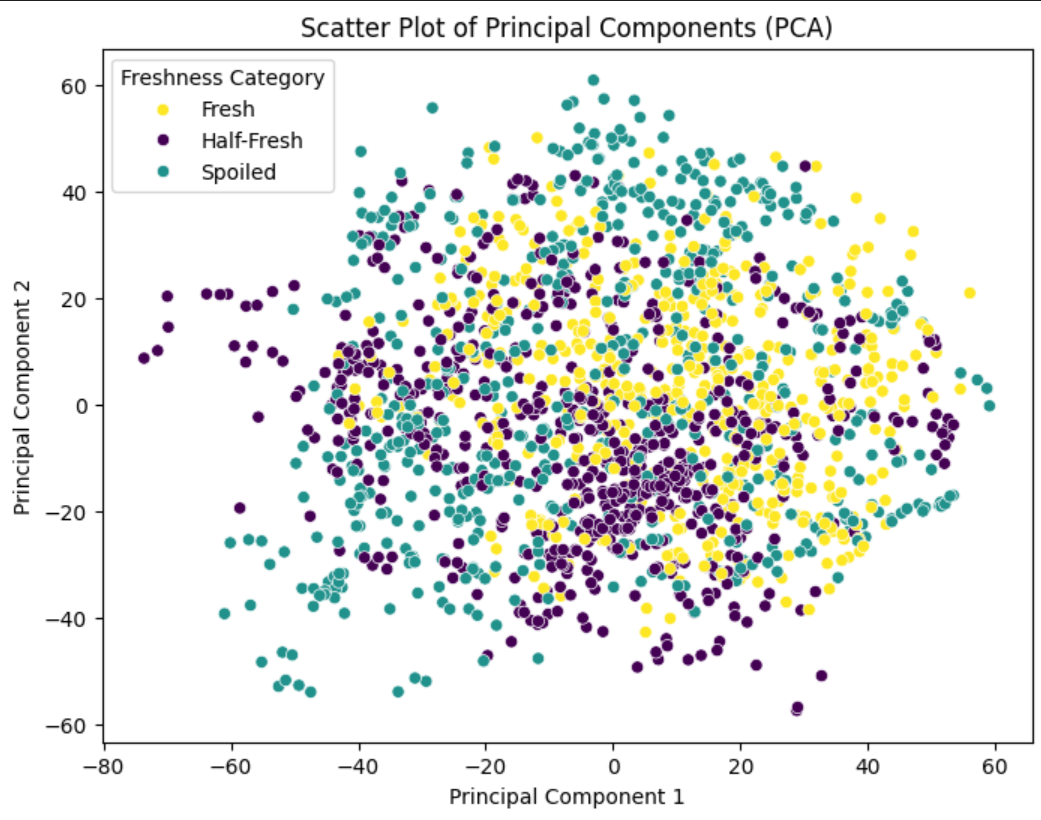 Scatter Plot of Principal Components (PCA)
Freshness Category
Fresh
Half-Fresh
Spoiled
60
40
20
0
−20
−40
−60
Principal Component 2
−80
−60
−40
−20
0
20
40
60
Principal Component 1